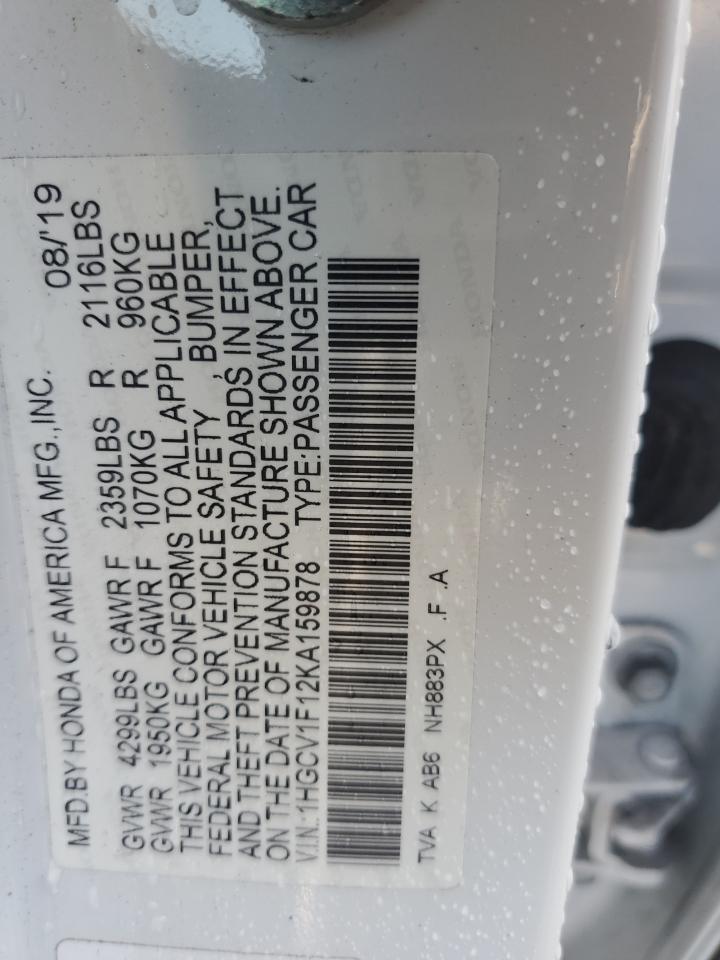 MFD.BY HONDA OF AMERICA MFG.,INC. 08/'19
GVWR 4299LBS GAWR F 2359LBS R 2116LBS
GVWR 1950KG GAWR F 1070KG R 960KG
THIS VEHICLE CONFORMS TO ALL APPLICABLE
FEDERAL MOTOR VEHICLE SAFETY, BUMPER,
AND THEFT PREVENTION STANDARDS IN EFFECT
ON THE DATE OF MANUFACTURE SHOWN ABOVE.
V.I.N.:1HGCV1F12KA159878 TYPE:PASSENGER CAR
TVA K AB6 NH883PX .F .A